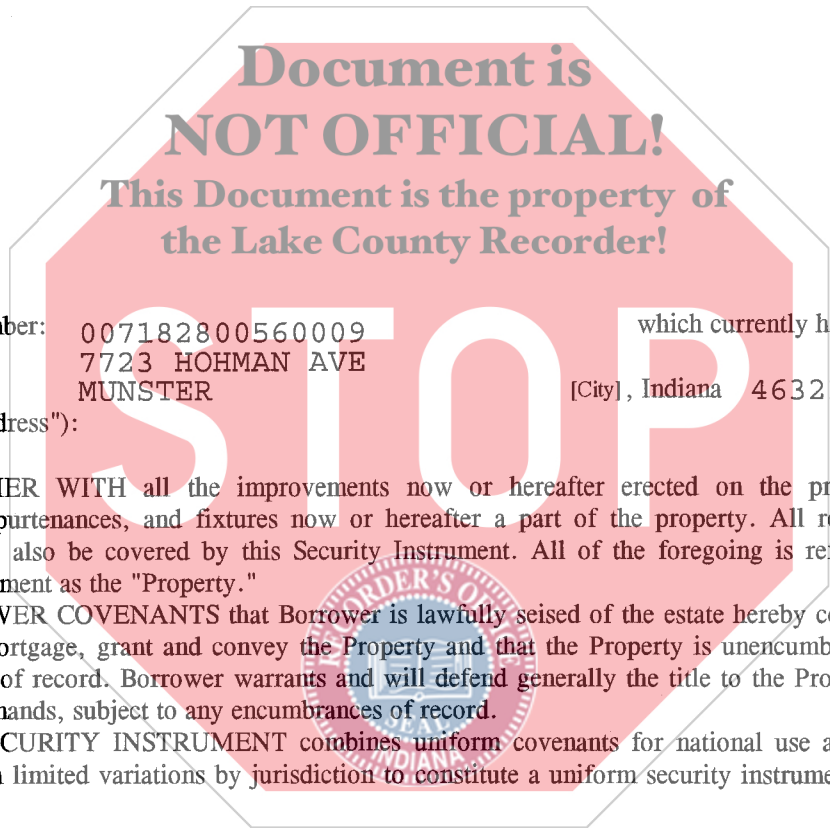 Document is
NOT OFFICIAL!
This Document is the property of
the Lake County Recorder!
STOP
ber: 007182800560009 which currently h
7723 HOHMAN AVE
MUNSTER [City], Indiana 4632
dress"):
ER WITH all the improvements now or hereafter erected on the pr
purtenances, and fixtures now or hereafter a part of the property. All r
also be covered by this Security Instrument. All of the foregoing is re
ment as the "Property."
VER COVENANTS that Borrower is lawfully seised of the estate hereby c
ortgage, grant and convey the Property and that the Property is unencumb
of record. Borrower warrants and will defend generally the title to the Pro
ands, subject to any encumbrances of record.
CURITY INSTRUMENT combines uniform covenants for national use a
limited variations by jurisdiction to constitute a uniform security instrume
RECORDER'S OFFICE
SEAL
INDIANA